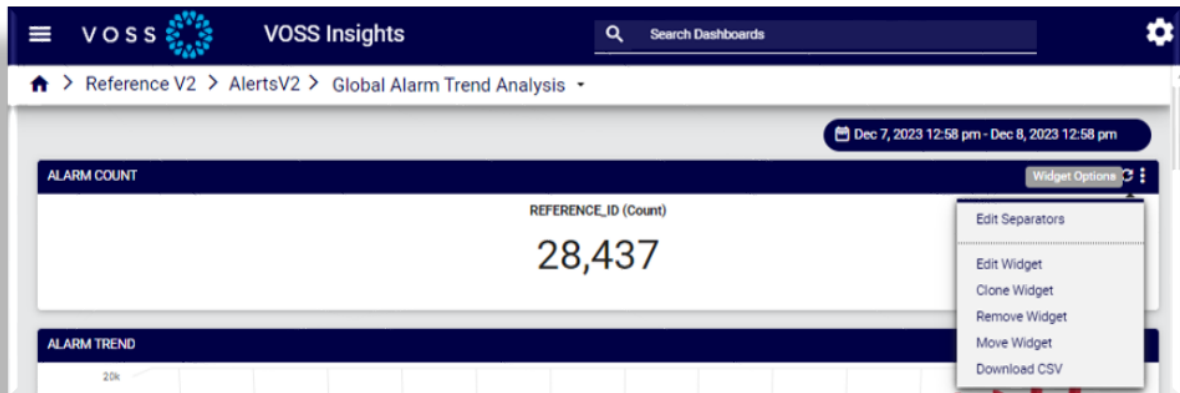 VOSS VOSS Insights Search Dashboards
> Reference V2 > AlertsV2 > Global Alarm Trend Analysis
Dec 7, 2023 12:58 pm - Dec 8, 2023 12:58 pm
ALARM COUNT Widget Options
REFERENCE_ID (Count)
28,437
Edit Separators
Edit Widget
Clone Widget
Remove Widget
Move Widget
Download CSV
ALARM TREND
20k